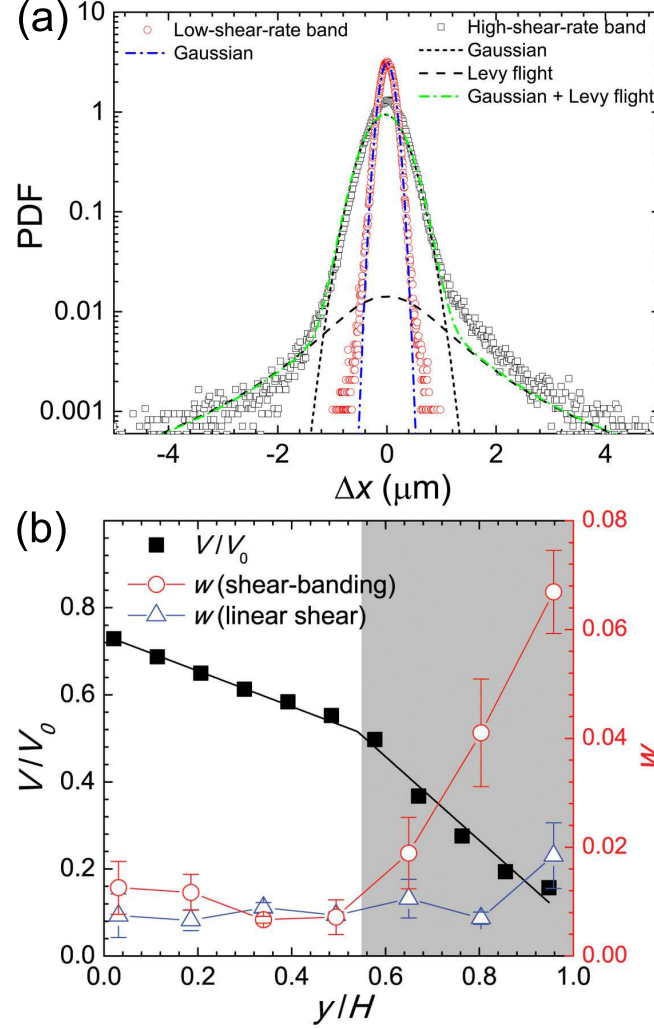 (a)
Low-shear-rate band
Gaussian
High-shear-rate band
Gaussian
Levy flight
Gaussian + Levy flight
10
1
0.1
0.01
0.001
PDF
-4
-2
0
2
4
Δx (μm)
(b)
V/V0
w (shear-banding)
w (linear shear)
0.8
0.6
0.4
0.2
0.0
V/V0
0.08
0.06
0.04
0.02
0.00
w
0.0
0.2
0.4
0.6
0.8
1.0
y/H